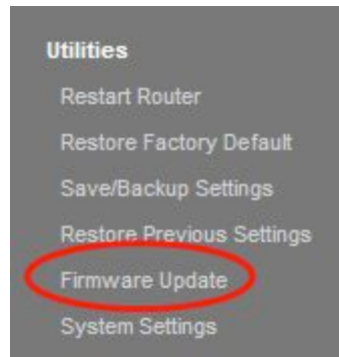 Utilities
Restart Router
Restore Factory Default
Save/Backup Settings
Restore Previous Settings
Firmware Update
System Settings